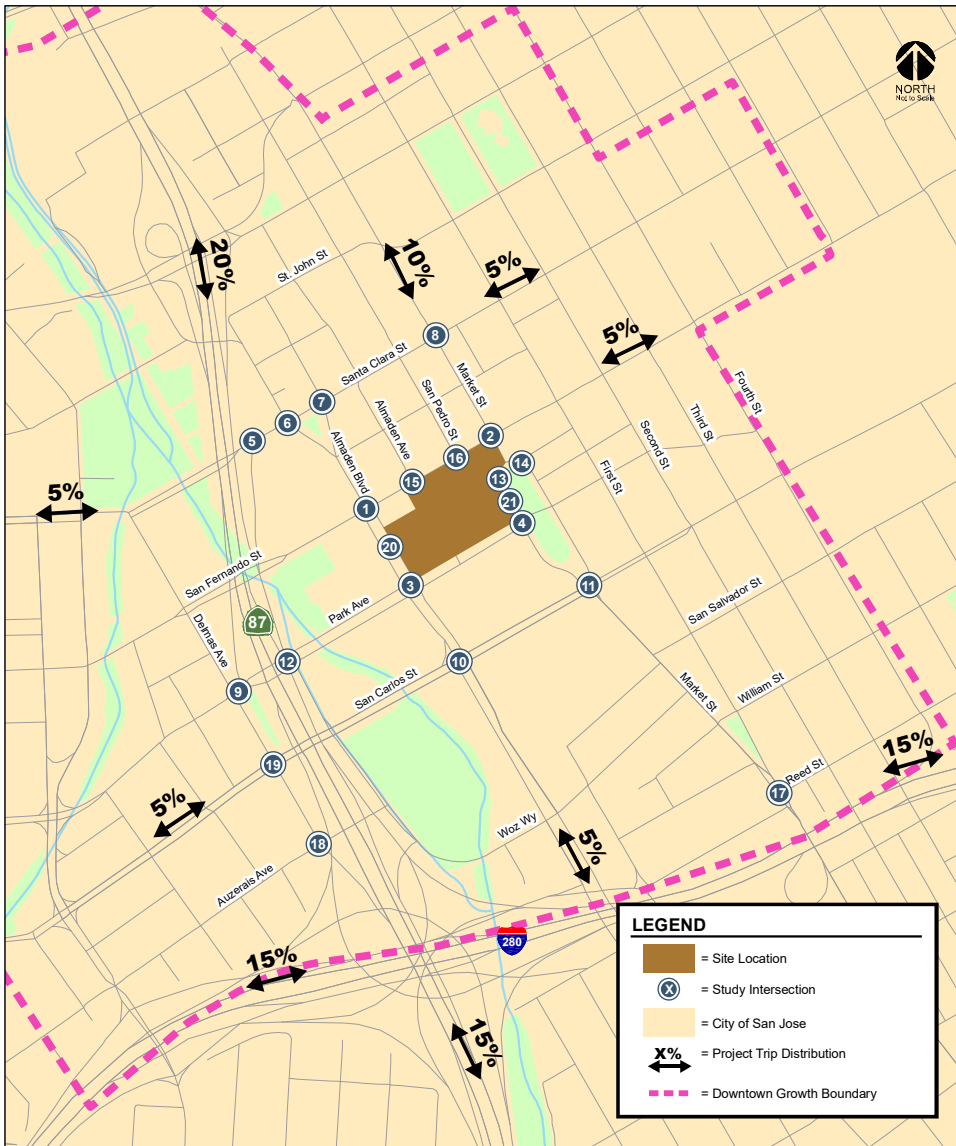 NORTH
Not to Scale
20%
10%
5%
St. John St
5%
8
Santa Clara St
Market St
7
6
5
San Pedro St
Almaden Ave
Almaden Blvd
2
16
14
15
13
21
4
1
20
3
Fourth St
Third St
Second St
First St
5%
San Fernando St
Park Ave
87
Delmas Ave
12
9
11
10
San Carlos St
San Salvador St
Market St
William St
19
15%
Reed St
17
5%
18
Auzerais Ave
Woz Wy
5%
280
15%
15%
LEGEND
= Site Location
X
= Study Intersection
= City of San Jose
X%
= Project Trip Distribution
= Downtown Growth Boundary